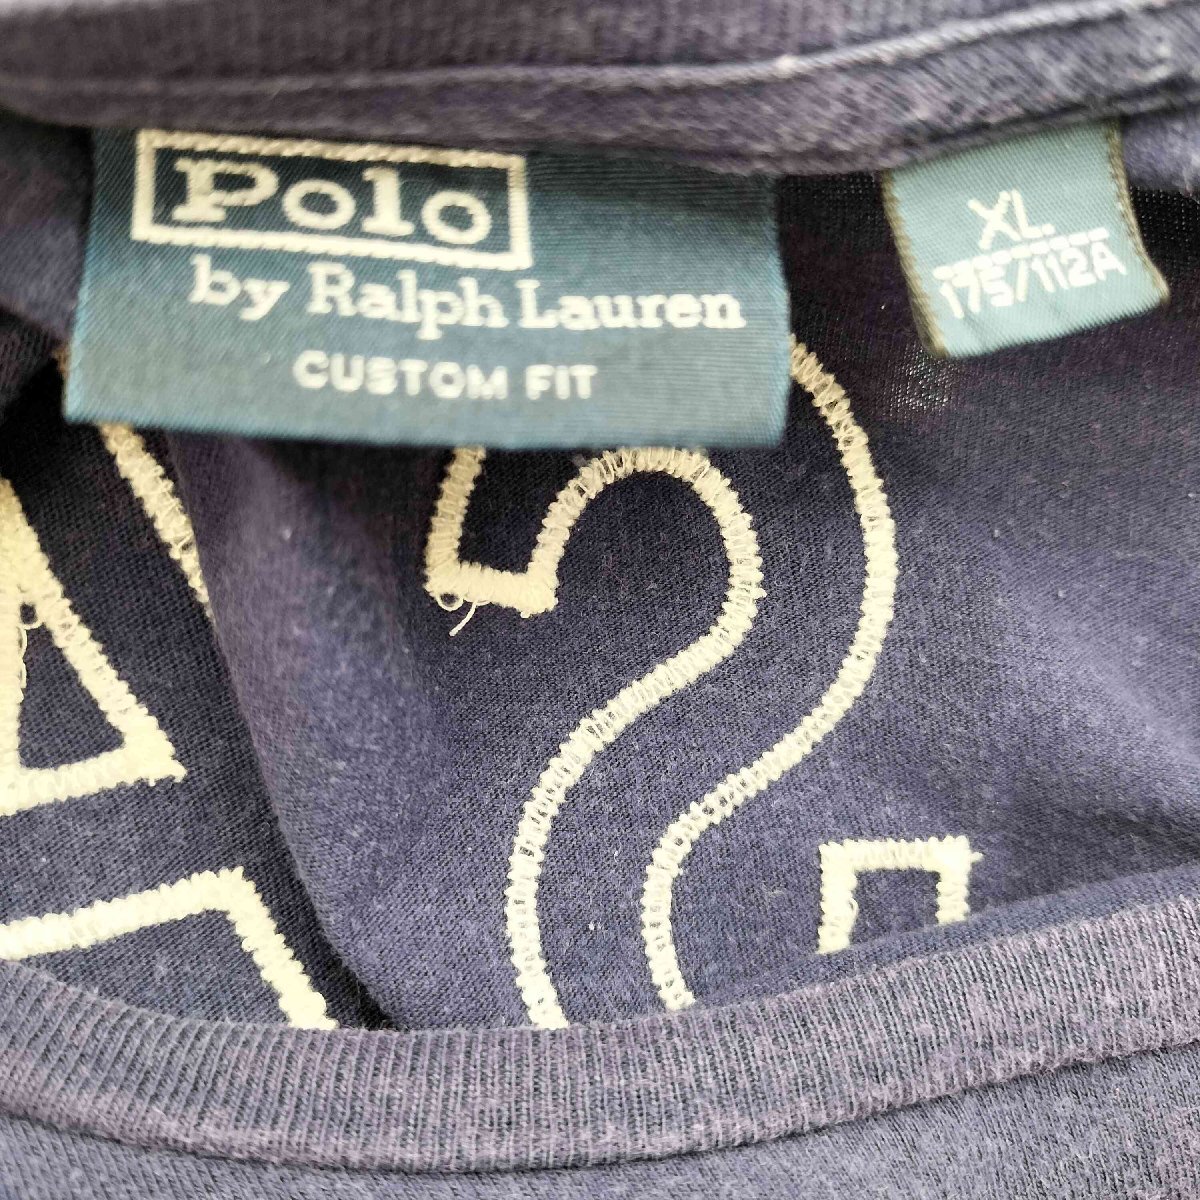 Polo
by Ralph Lauren
CUSTOM FIT
XL
175/112A